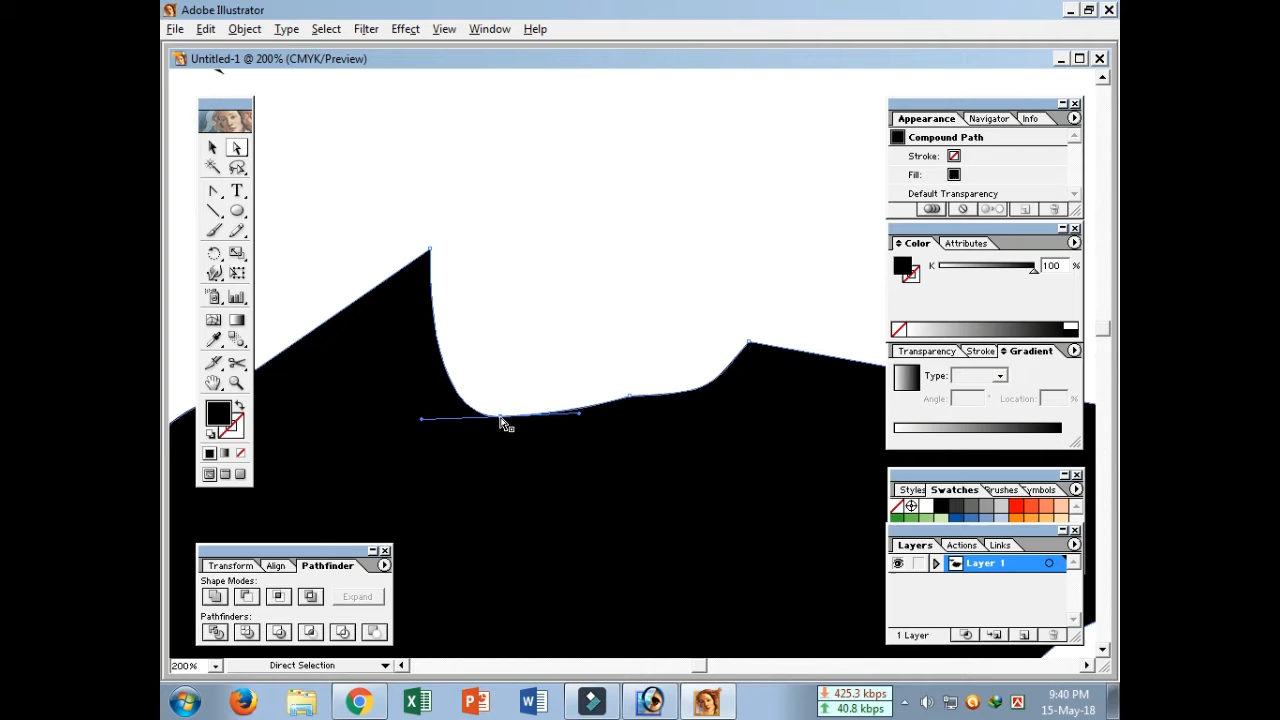 Adobe Illustrator
File Edit Object Type Select Filter Effect View Window Help
Untitled-1 @ 200% (CMYK/Preview)
Appearance Navigator Info
Compound Path
Stroke:
Fill:
Default Transparency
Color Attributes
K 100 %
Transparency Stroke Gradient
Type:
Angle: ° Location: %
Styles Swatches Brushes Symbols
Layers Actions Links
Layer 1
1 Layer
Transform Align Pathfinder
Shape Modes:
Expand
Pathfinders:
200% Direct Selection
425.3 kbps
40.8 kbps
9:40 PM
15-May-18